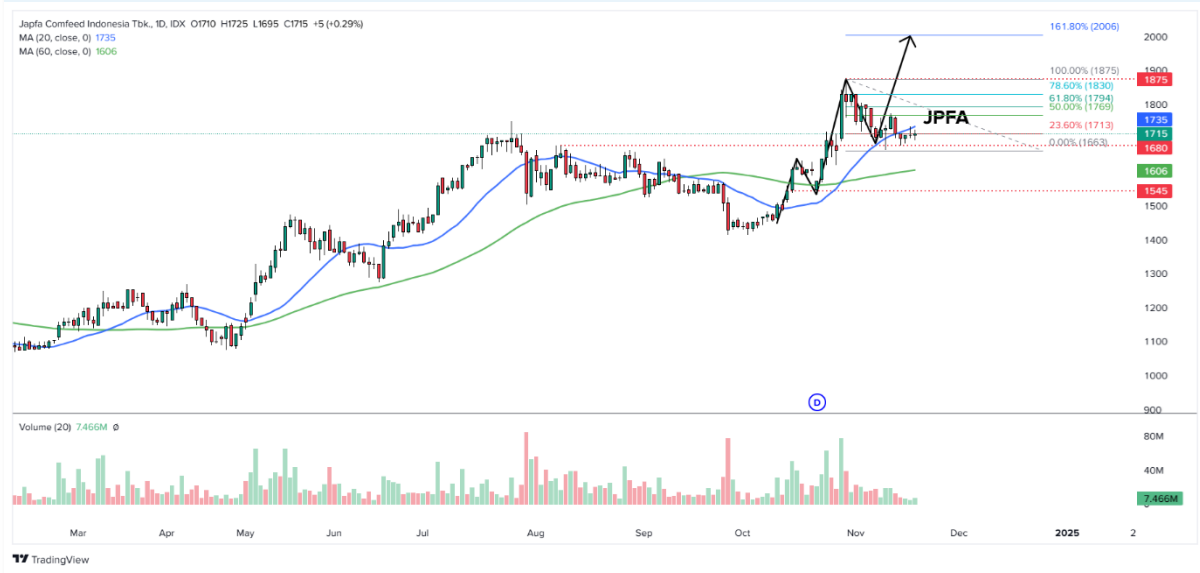 Japfa Comfeed Indonesia Tbk., 1D, IDX O1710 H1725 L1695 C1715 +5 (+0.29%)
MA (20, close, 0) 1735
MA (60, close, 0) 1606
161.80% (2006)
100.00% (1875)
78.60% (1830)
61.80% (1794)
50.00% (1769)
JPFA
23.60% (1713)
0.00% (1663)
2000
1900
1875
1800
1735
1715
1680
1606
1545
1500
1400
1300
1200
1100
1000
900
D
Volume (20) 7.466M Ø
80M
40M
7.466M
0
Mar Apr May Jun Jul Aug Sep Oct Nov Dec 2025 2
TradingView